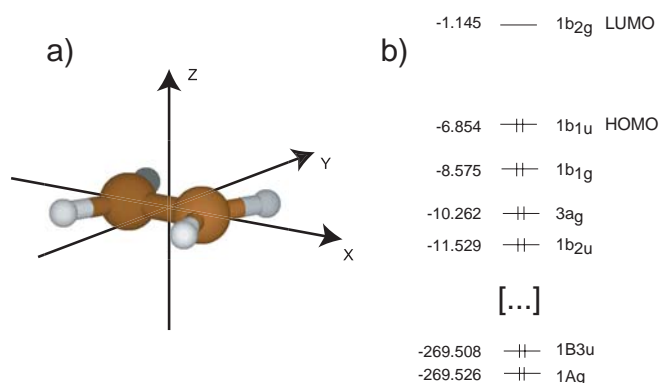 a)
Z
Y
X
b)
-1.145 1b2g LUMO
-6.854 1b1u HOMO
-8.575 1b1g
-10.262 3ag
-11.529 1b2u
[...]
-269.508 1B3u
-269.526 1Ag